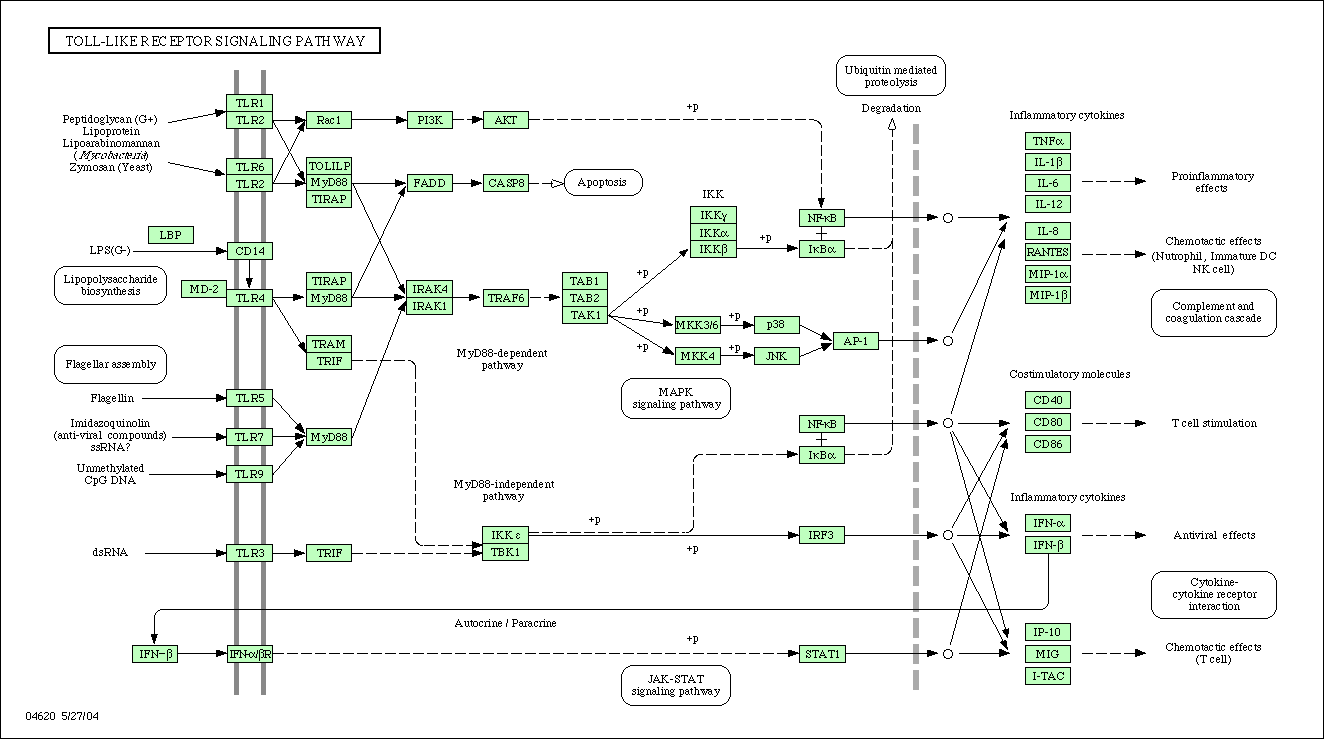 TOLL-LIKE RECEPTOR SIGNALING PATHWAY
Ubiquitin mediated
proteolysis
Degradation
TLR1
TLR2
Peptidoglycan (G+)
Lipoprotein
Lipoarabinomannan
(Mycobacteria)
Zymosan (Yeast)
Rac1
PI3K
AKT
+p
TLR6
TLR2
TOLILP
MyD88
TIRAP
FADD
CASP8
Apoptosis
Inflammatory cytokines
TNFα
IL-1β
IL-6
IL-12
Proinflammatory
effects
IL-8
RANTES
MIP-1α
MIP-1β
Chemotactic effects
(Nutrophil, Immature DC
NK cell)
Complement and
coagulation cascade
IKK
IKKγ
IKKα
IKKβ
+p
NF-κB
IκBα
LBP
LPS(G-)
CD14
Lipopolysaccharide
biosynthesis
MD-2
TLR4
TIRAP
MyD88
IRAK4
IRAK1
TRAF6
TAB1
TAB2
TAK1
+p
+p
+p
MKK3/6
+p
p38
MKK4
+p
JNK
AP-1
TRAM
TRIF
MyD88-dependent
pathway
MAPK
signaling pathway
Flagellar assembly
Flagellin
TLR5
Imidazoquinolin
(anti-viral compounds)
ssRNA?
TLR7
MyD88
Unmethylated
CpG DNA
TLR9
Costimulatory molecules
CD40
CD80
CD86
T cell stimulation
NF-κB
IκBα
MyD88-independent
pathway
+p
IKKε
TBK1
+p
IRF3
dsRNA
TLR3
TRIF
Inflammatory cytokines
IFN-α
IFN-β
Antiviral effects
Cytokine-
cytokine receptor
interaction
Autocrine / Paracrine
IFN-β
IFN-α/βR
+p
STAT1
JAK-STAT
signaling pathway
IP-10
MIG
I-TAC
Chemotactic effects
(T cell)
04620 5/27/04